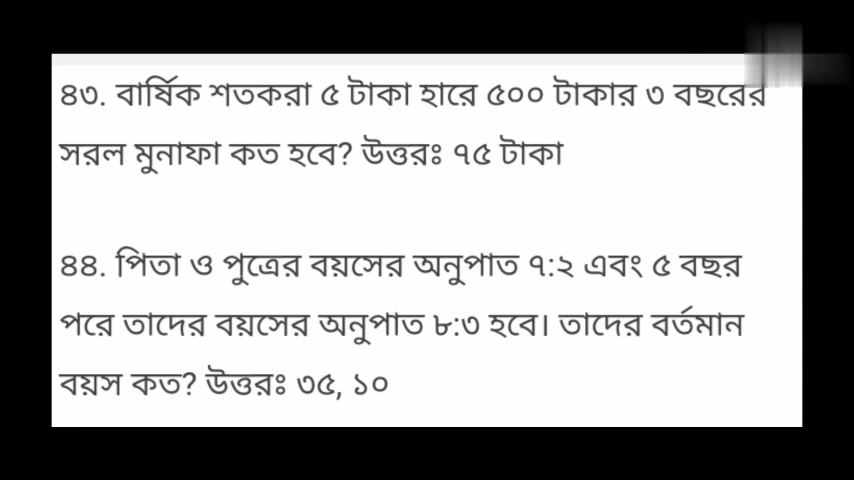 ৪৩. বার্ষিক শতকরা ৫ টাকা হারে ৫০০ টাকার ৩ বছরের
সরল মুনাফা কত হবে? উত্তরঃ ৭৫ টাকা
৪৪. পিতা ও পুত্রের বয়সের অনুপাত ৭:২ এবং ৫ বছর
পরে তাদের বয়সের অনুপাত ৮:৩ হবে। তাদের বর্তমান
বয়স কত? উত্তরঃ ৩৫, ১০